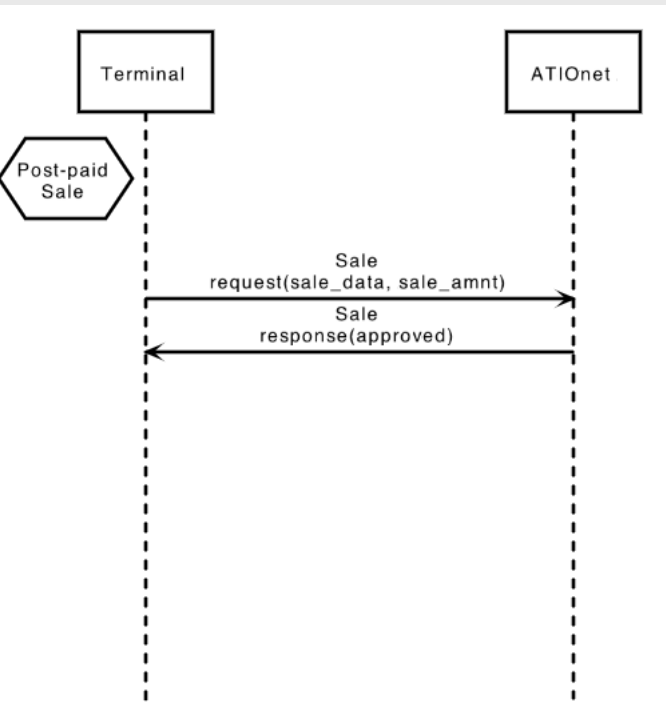 Terminal
ATIOnet
Post-paid
Sale
Sale
request(sale_data, sale_amnt)
Sale
response(approved)